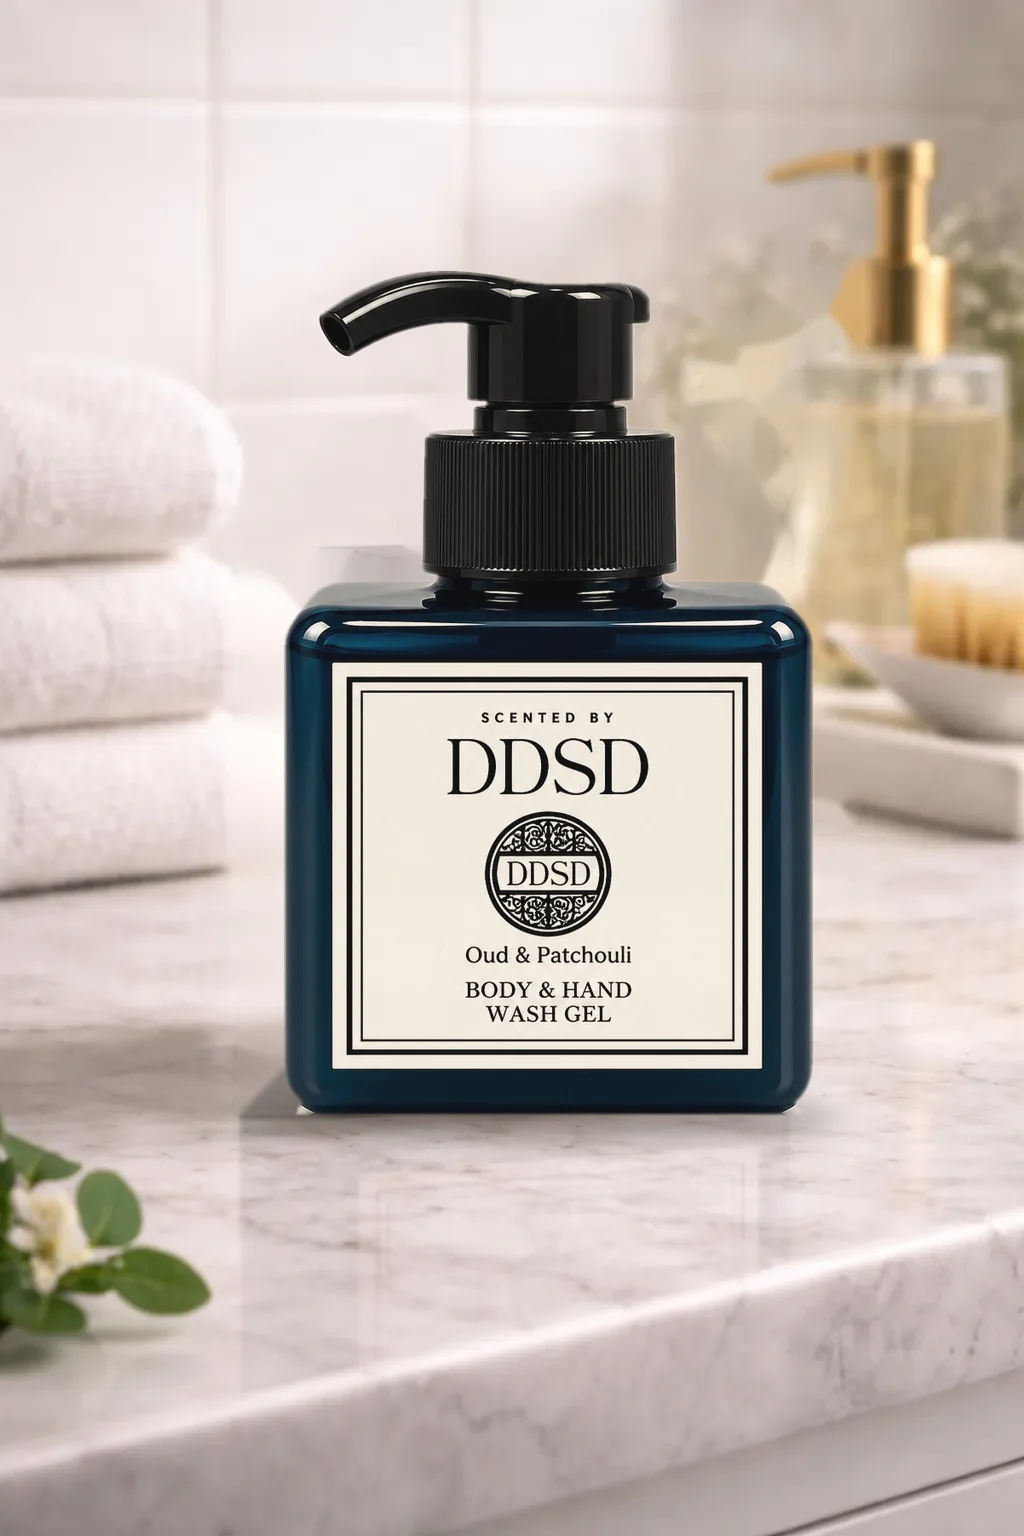 SCENTED BY
DDSD
DDSD
Oud & Patchouli
BODY & HAND
WASH GEL